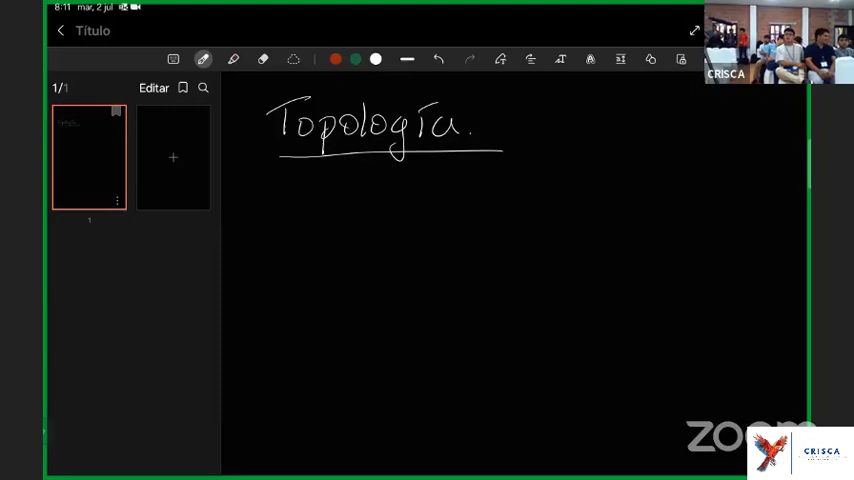 8:11 mar, 2 jul
Título
CRISCA
1/1
Editar
Topología.
1
zoom
CRISCA